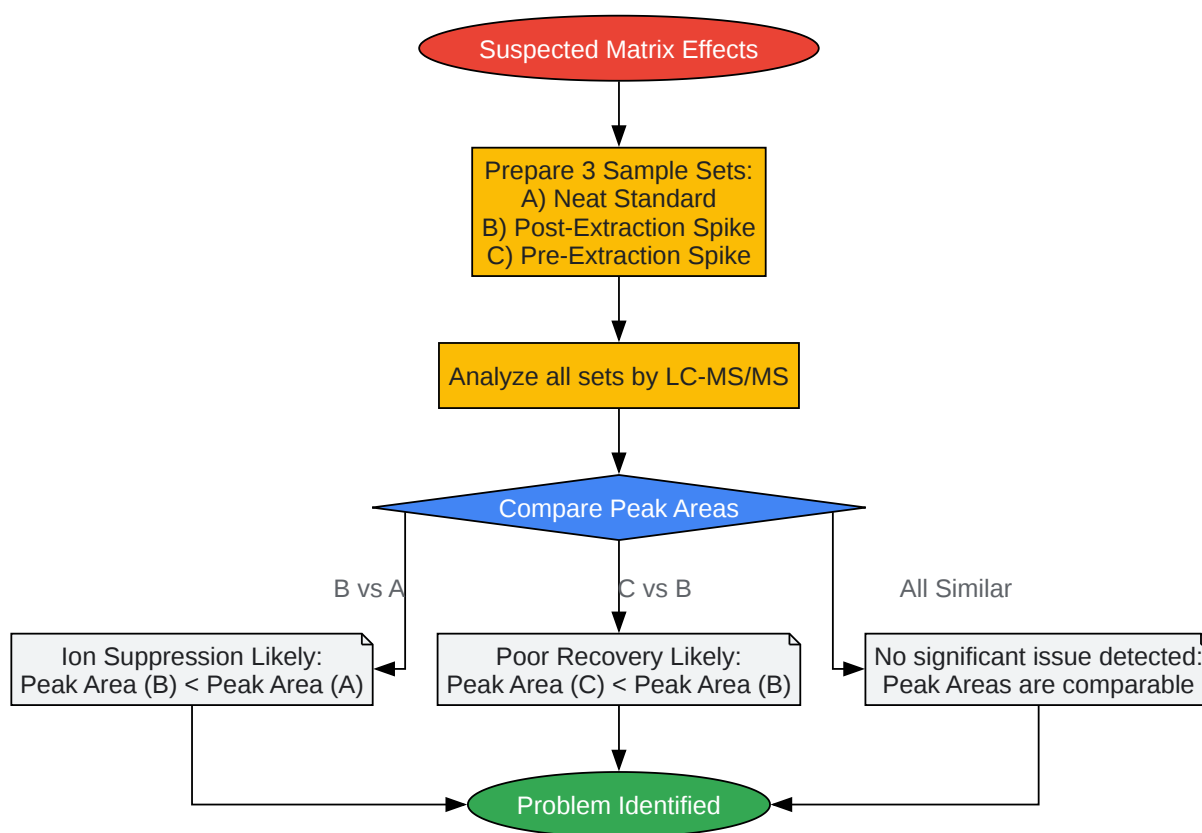 Suspected Matrix Effects
Prepare 3 Sample Sets:
A) Neat Standard
B) Post-Extraction Spike
C) Pre-Extraction Spike
Analyze all sets by LC-MS/MS
Compare Peak Areas
B vs A
C vs B
All Similar
Ion Suppression Likely:
Peak Area (B) < Peak Area (A)
Poor Recovery Likely:
Peak Area (C) < Peak Area (B)
No significant issue detected:
Peak Areas are comparable
Problem Identified